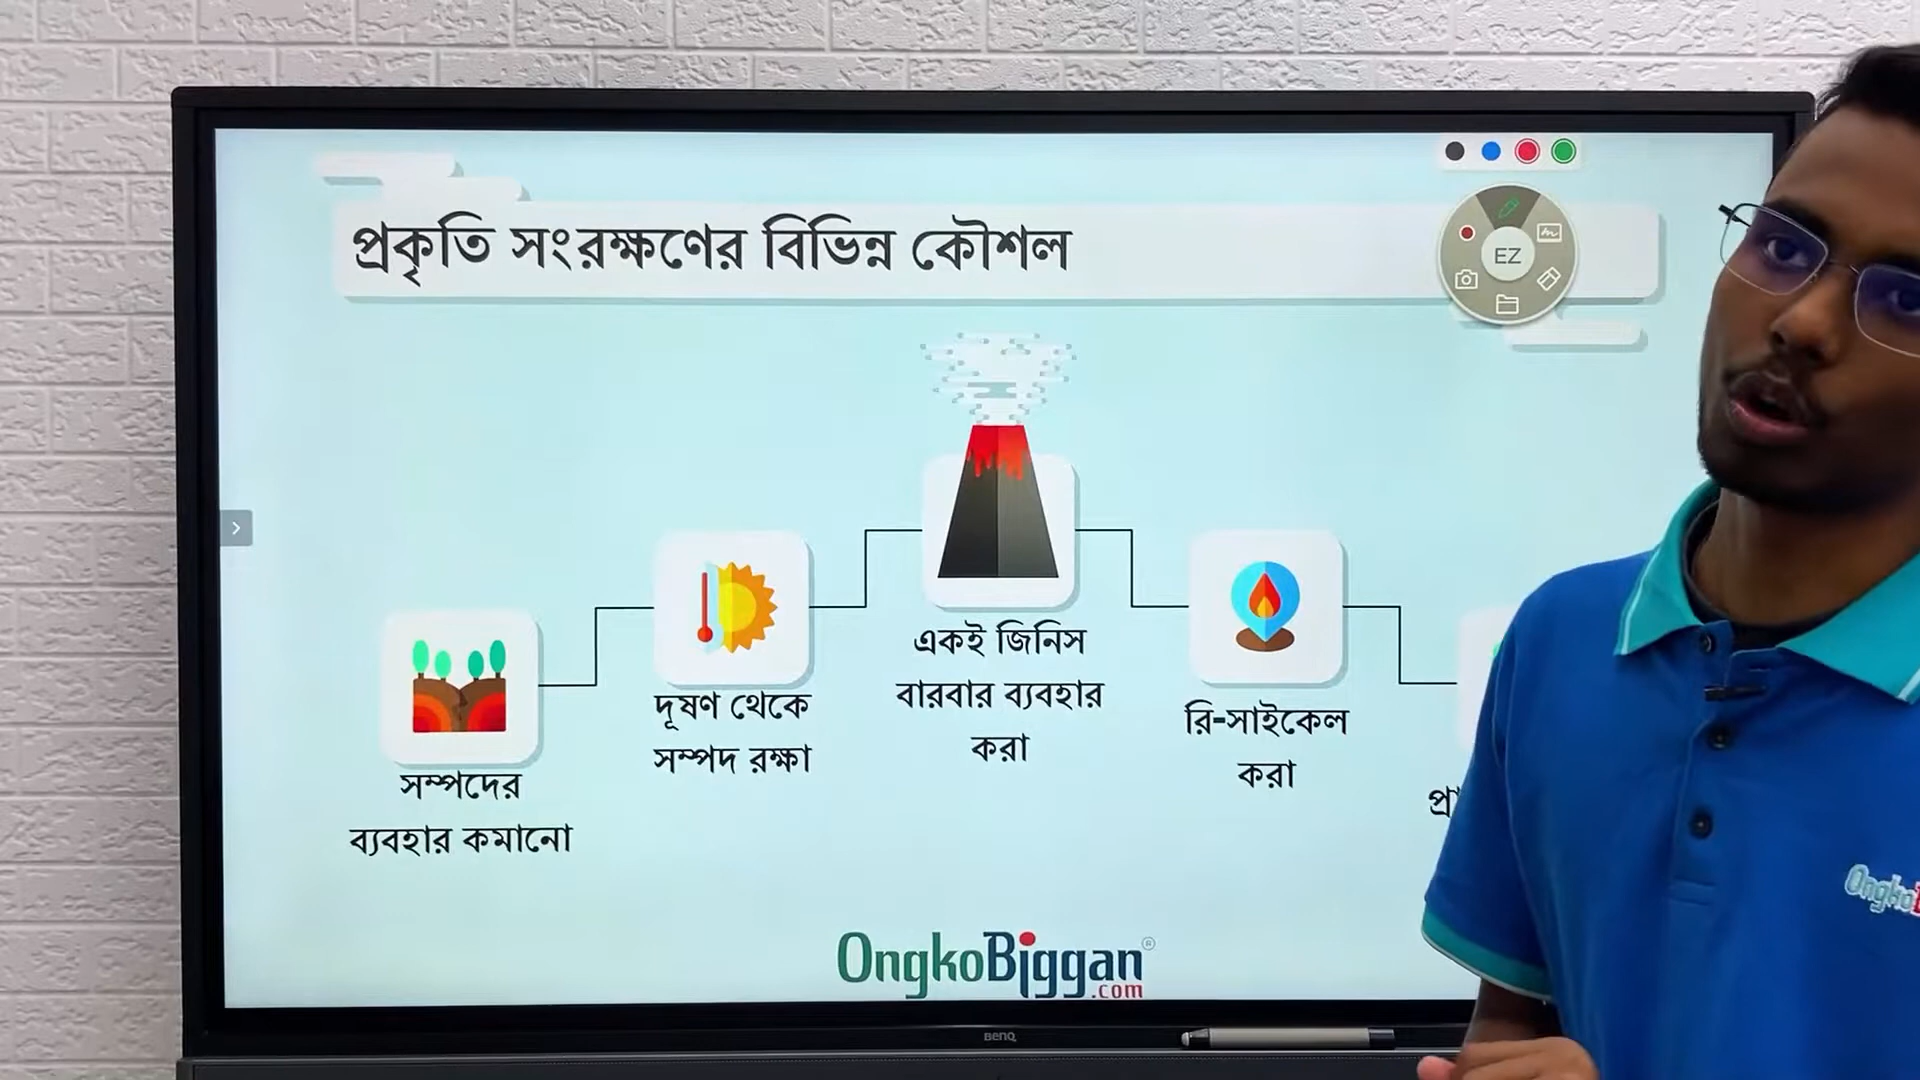 প্রকৃতি সংরক্ষণের বিভিন্ন কৌশল
EZ
সম্পদের
ব্যবহার কমানো
দূষণ থেকে
সম্পদ রক্ষা
একই জিনিস
বারবার ব্যবহার
করা
রি-সাইকেল
করা
OngkoBiggan®
.com
BenQ